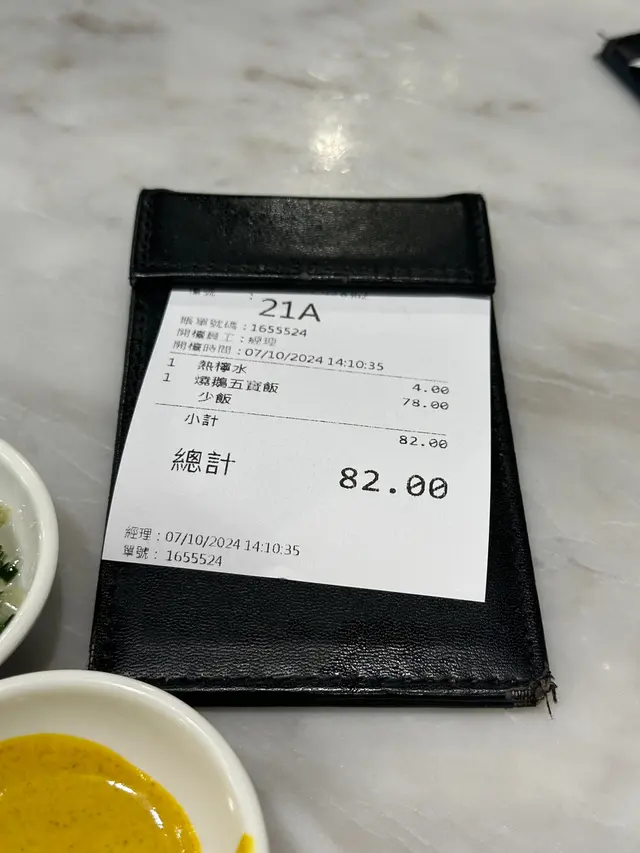 21A
賬單號碼：1655524
開檯員工：經理
開檯時間：07/10/2024 14:10:35
1 熱檸水 4.00
1 燒鵝五寶飯 78.00
少飯
小計 82.00
總計 82.00
經理：07/10/2024 14:10:35
單號：1655524